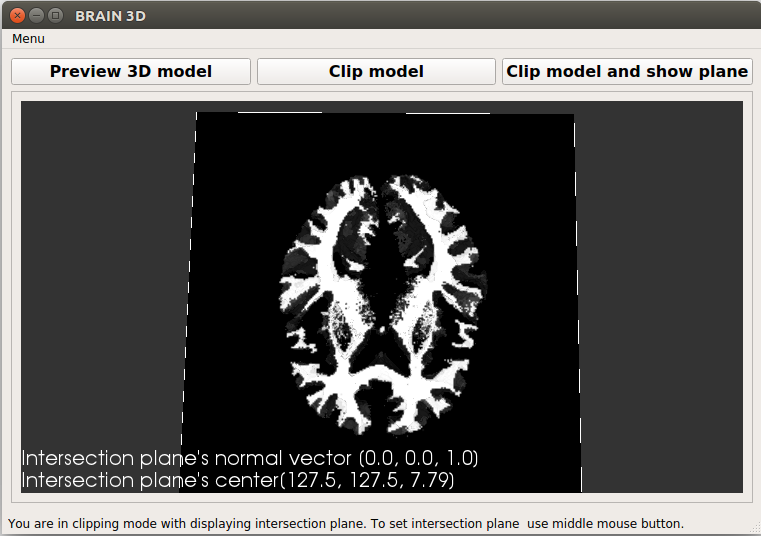 BRAIN 3D
Menu
Preview 3D model
Clip model
Clip model and show plane
Intersection plane's normal vector (0.0, 0.0, 1.0)
Intersection plane's center(127.5, 127.5, 7.79)
You are in clipping mode with displaying intersection plane. To set intersection plane  use middle mouse button.